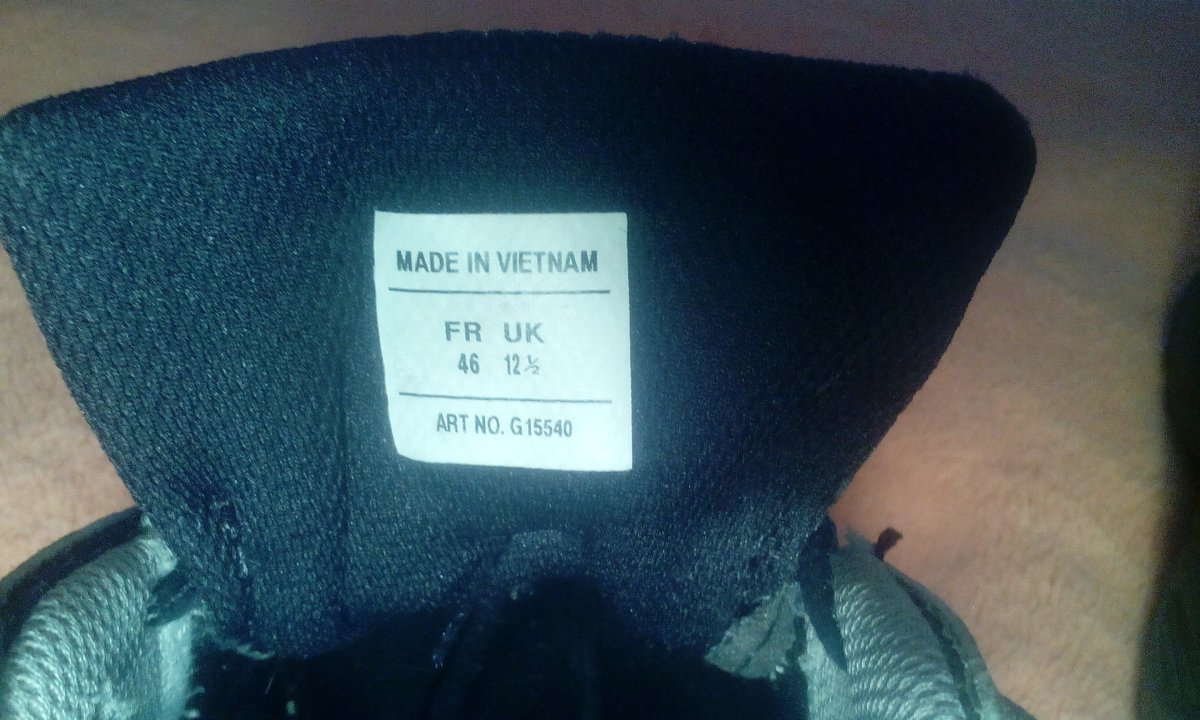 MADE IN VIETNAM
FR UK
46 12½
ART NO. G15540